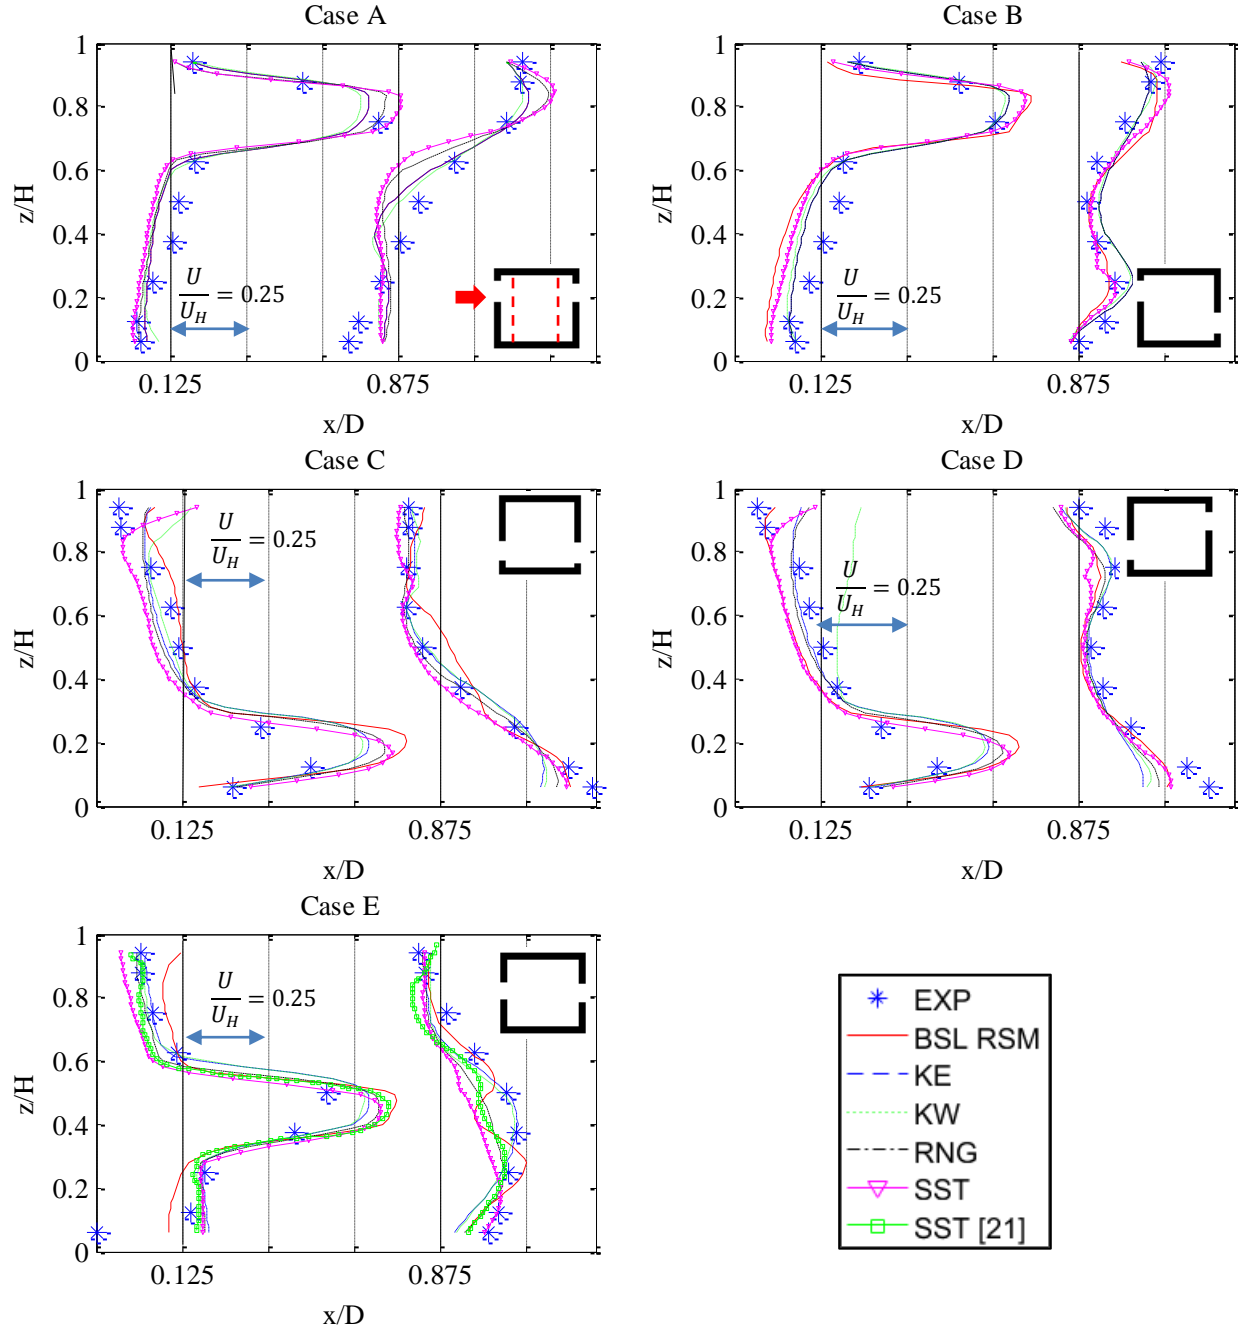 Case A
1
0.8
0.6
0.4
0.2
0
z/H
U/U_H = 0.25
0.125
0.875
x/D
Case B
1
0.8
0.6
0.4
0.2
0
z/H
U/U_H = 0.25
0.125
0.875
x/D
Case C
1
0.8
0.6
0.4
0.2
0
z/H
U/U_H = 0.25
0.125
0.875
x/D
Case D
1
0.8
0.6
0.4
0.2
0
z/H
U/U_H = 0.25
0.125
0.875
x/D
Case E
1
0.8
0.6
0.4
0.2
0
z/H
U/U_H = 0.25
0.125
0.875
x/D
EXP
BSL RSM
KE
KW
RNG
SST
SST [21]